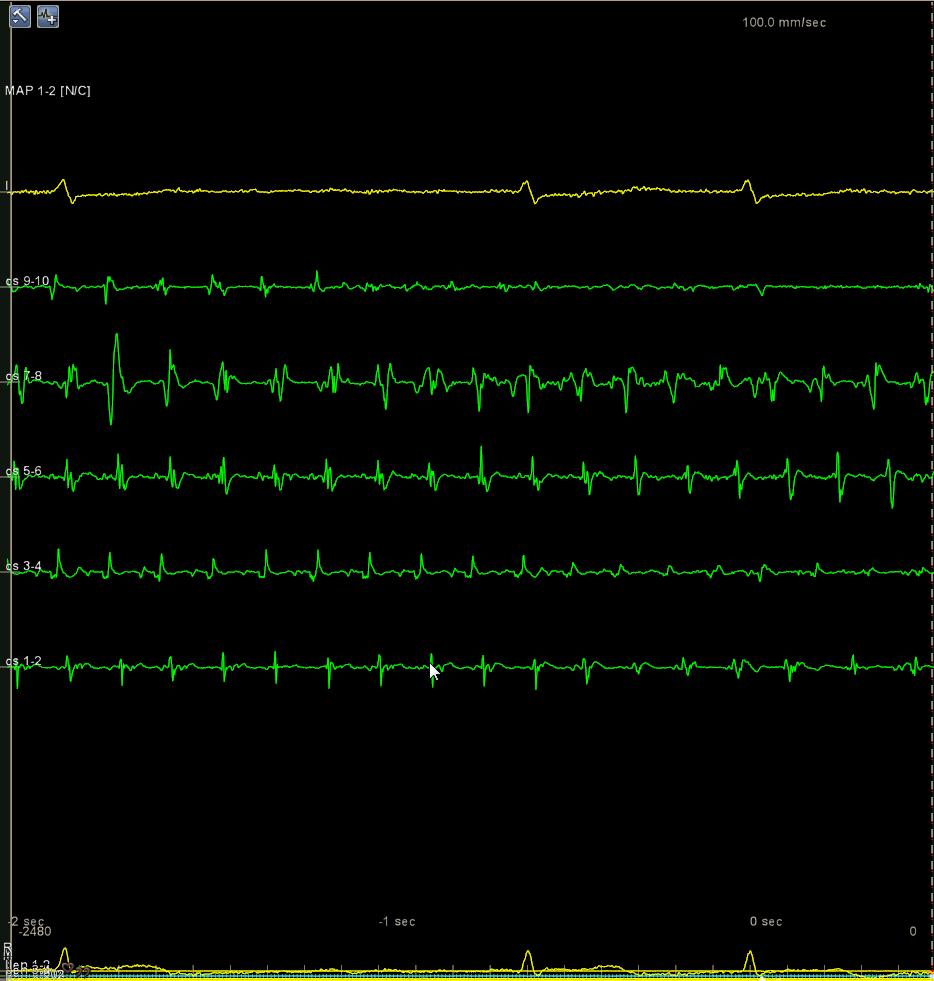 100.0 mm/sec
MAP 1-2 [N/C]
I
cs 9-10
cs 7-8
cs 5-6
cs 3-4
cs 1-2
-2 sec
-1 sec
0 sec
-2480
0